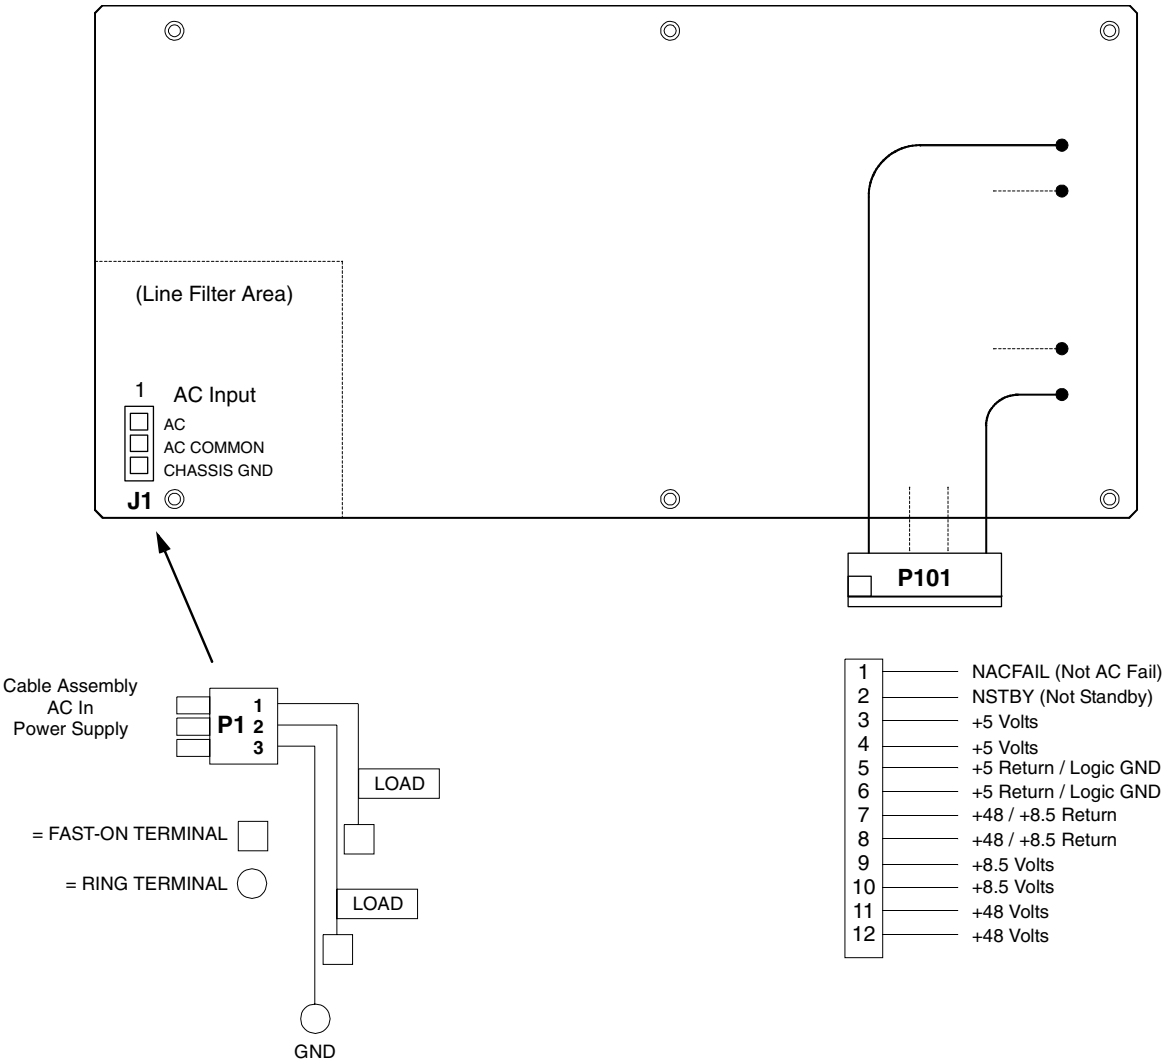 (Line Filter Area)
1 AC Input
AC
AC COMMON
CHASSIS GND
J1
P101
Cable Assembly
AC In
Power Supply
P1
1
2
3
LOAD
= FAST-ON TERMINAL
= RING TERMINAL
LOAD
GND
1 NACFAIL (Not AC Fail)
2 NSTBY (Not Standby)
3 +5 Volts
4 +5 Volts
5 +5 Return / Logic GND
6 +5 Return / Logic GND
7 +48 / +8.5 Return
8 +48 / +8.5 Return
9 +8.5 Volts
10 +8.5 Volts
11 +48 Volts
12 +48 Volts